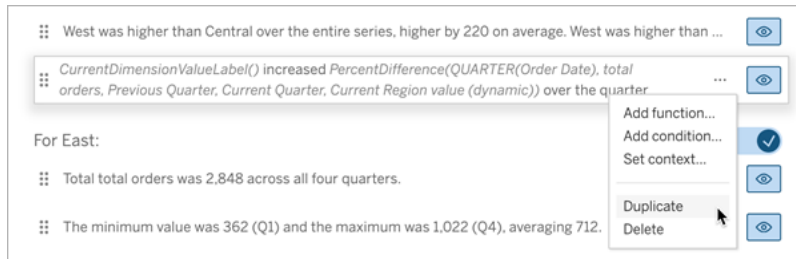 West was higher than Central over the entire series, higher by 220 on average. West was higher than ...
CurrentDimensionValueLabel() increased PercentDifference(QUARTER(Order Date), total
orders, Previous Quarter, Current Quarter, Current Region value (dynamic)) over the quarter
...
Add function...
Add condition...
Set context...
Duplicate
Delete
For East:
Total total orders was 2,848 across all four quarters.
The minimum value was 362 (Q1) and the maximum was 1,022 (Q4), averaging 712.